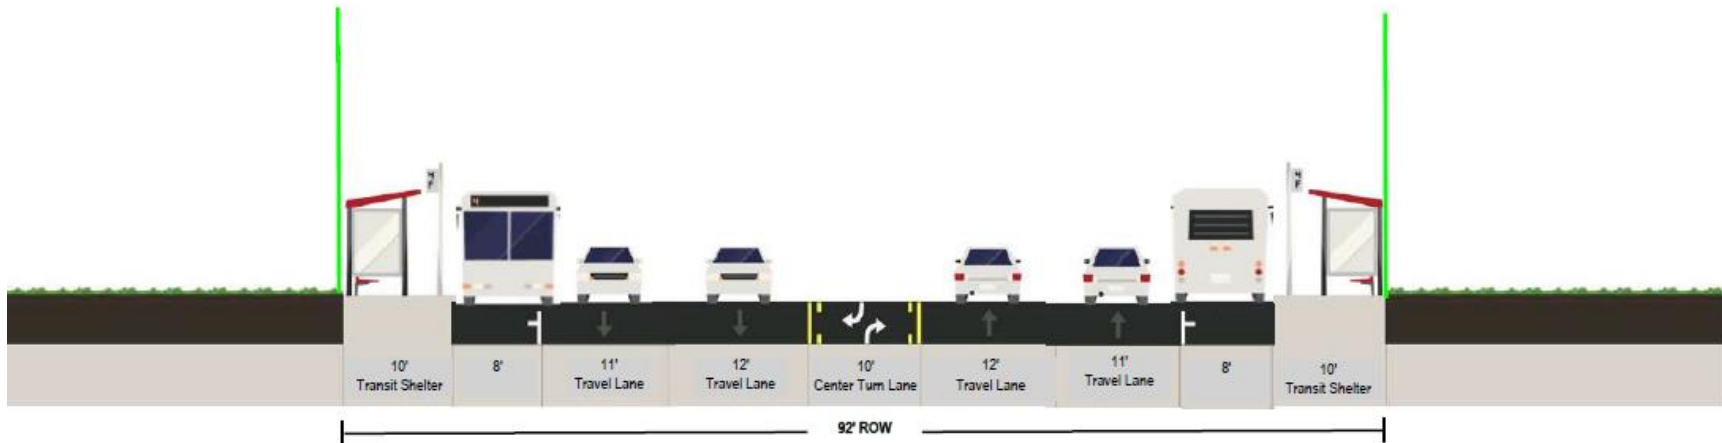 10'
Transit Shelter
8'
11'
Travel Lane
12'
Travel Lane
10'
Center Turn Lane
12'
Travel Lane
11'
Travel Lane
8'
10'
Transit Shelter
92' ROW